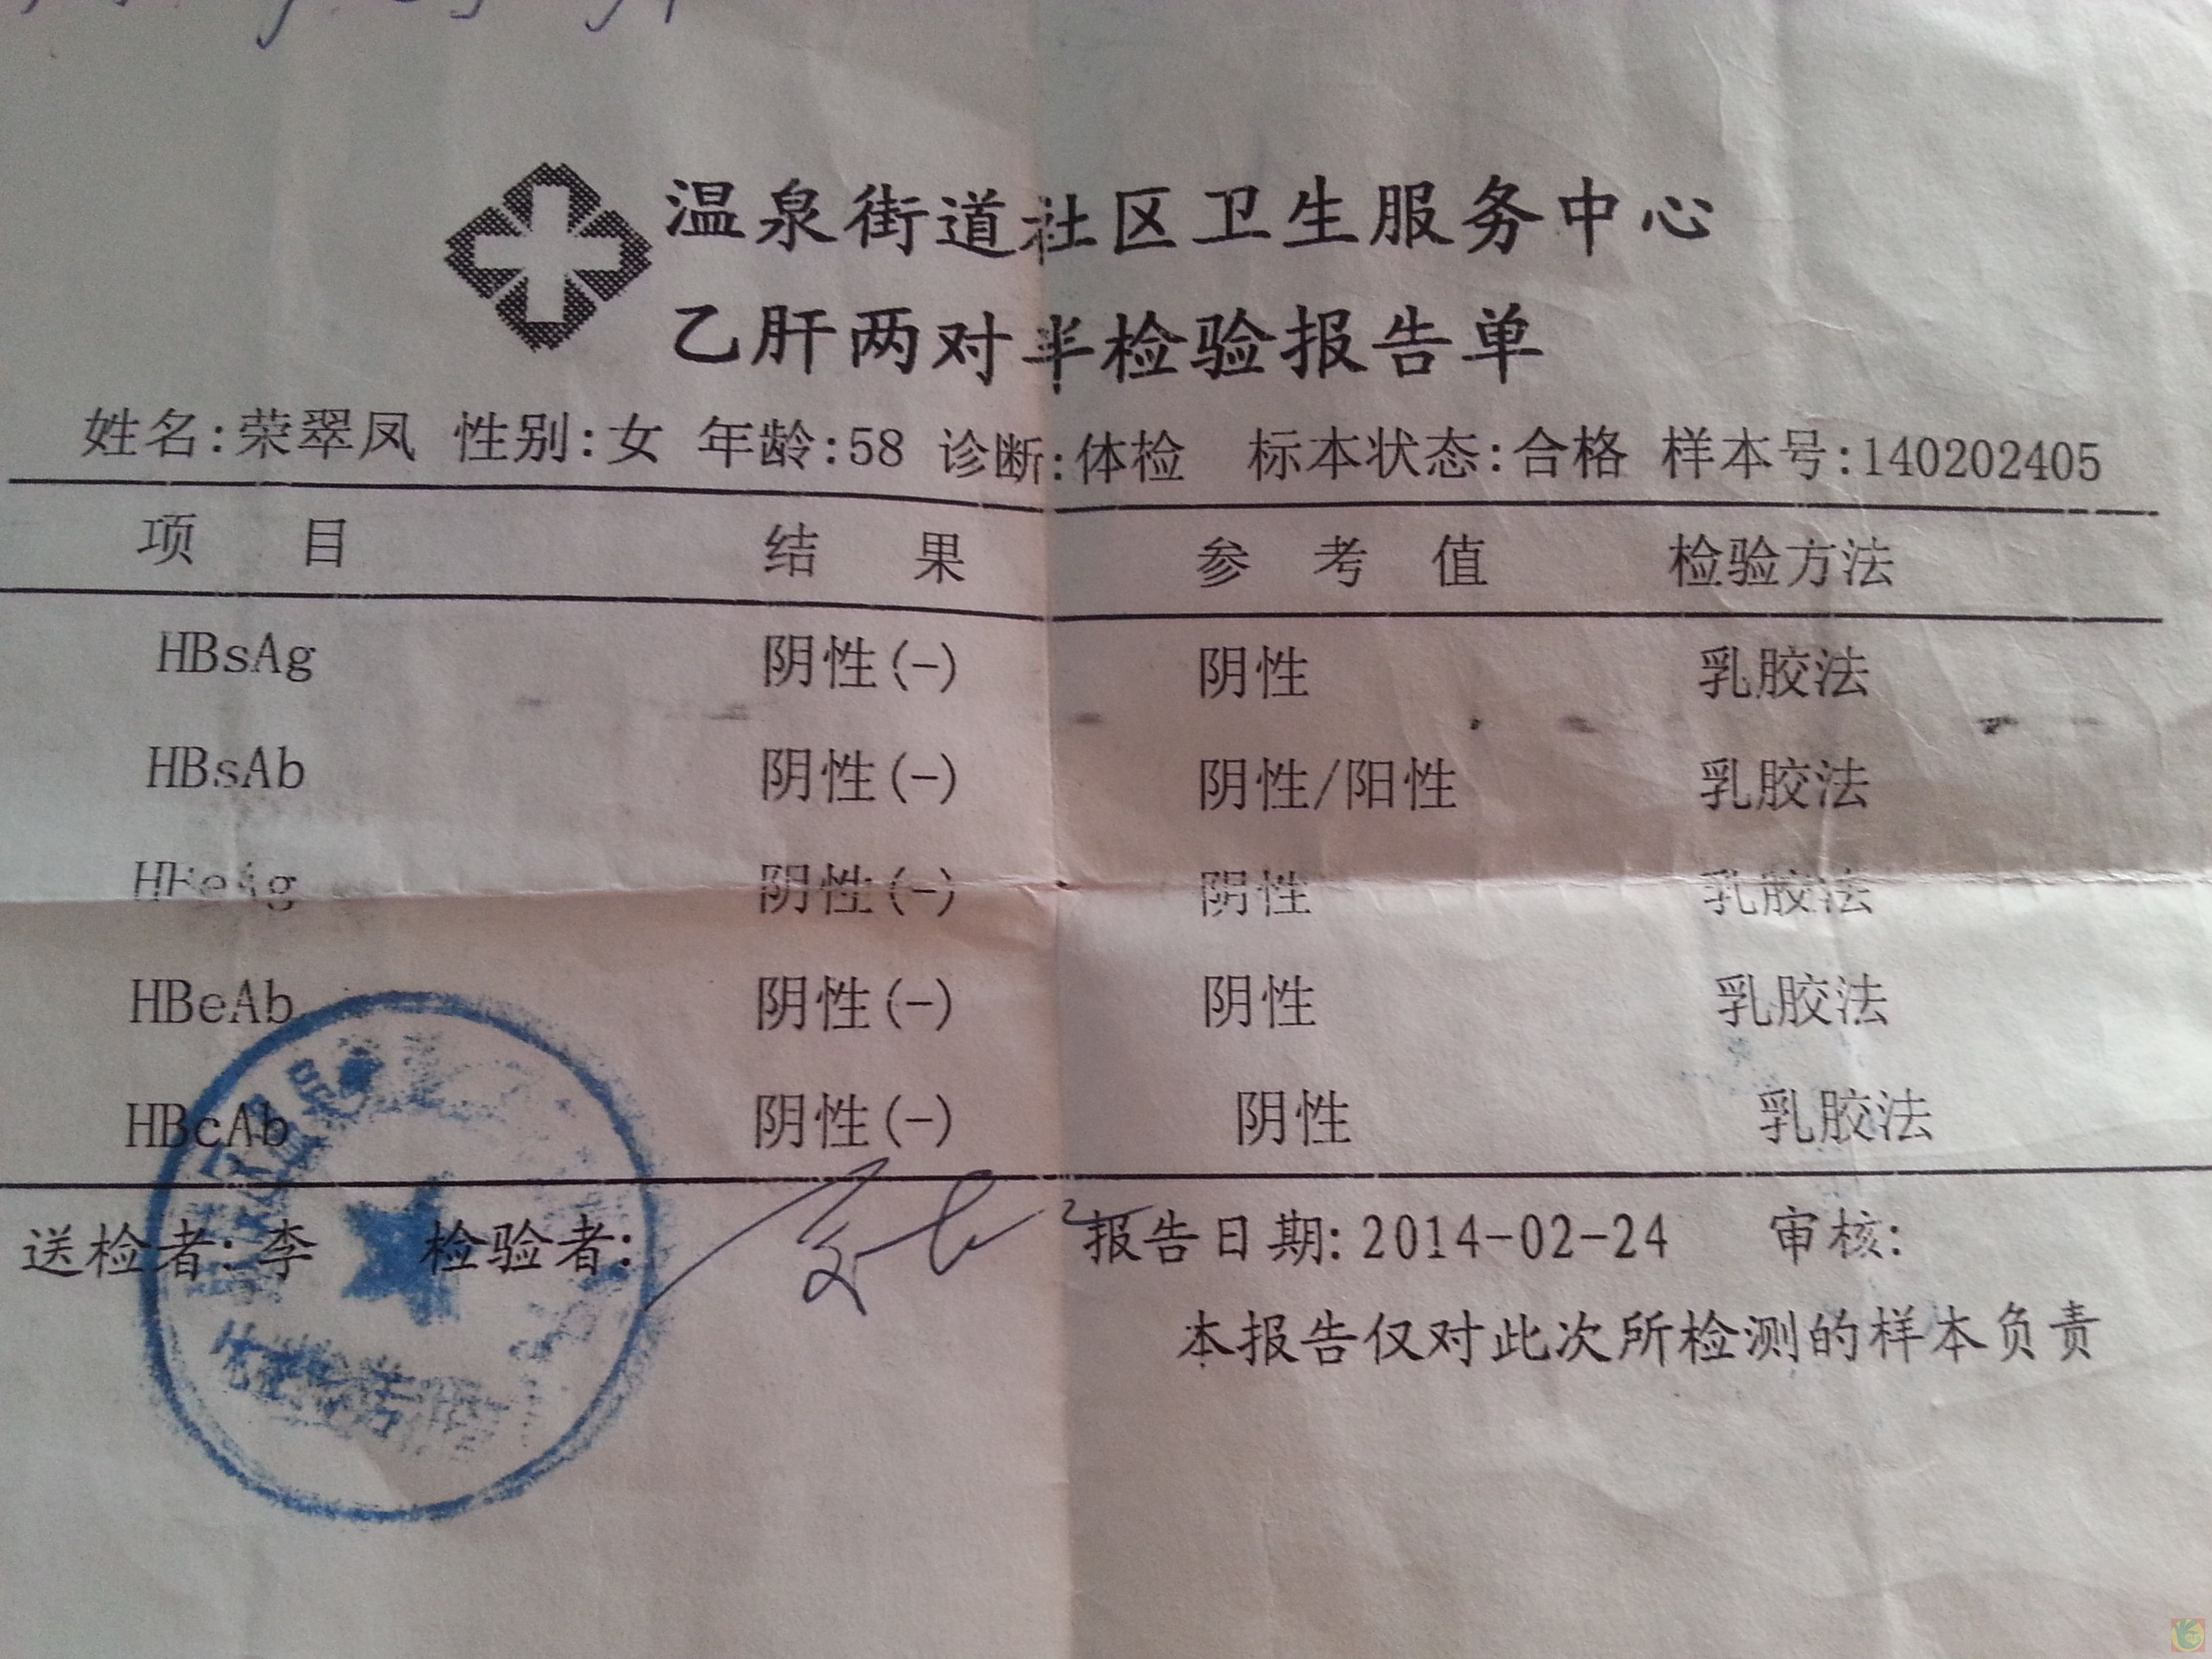 温泉街道社区卫生服务中心
乙肝两对半检验报告单
姓名:荣翠凤 性别:女 年龄:58 诊断:体检 标本状态:合格 样本号:140202405
项 目 结 果 参 考 值 检验方法
HBsAg 阴性(-) 阴性 乳胶法
HBsAb 阴性(-) 阴性/阳性 乳胶法
HBeAg 阴性(-) 阴性 乳胶法
HBeAb 阴性(-) 阴性 乳胶法
HBcAb 阴性(-) 阴性 乳胶法
送检者:李 检验者: 报告日期:2014-02-24 审核:
本报告仅对此次所检测的样本负责